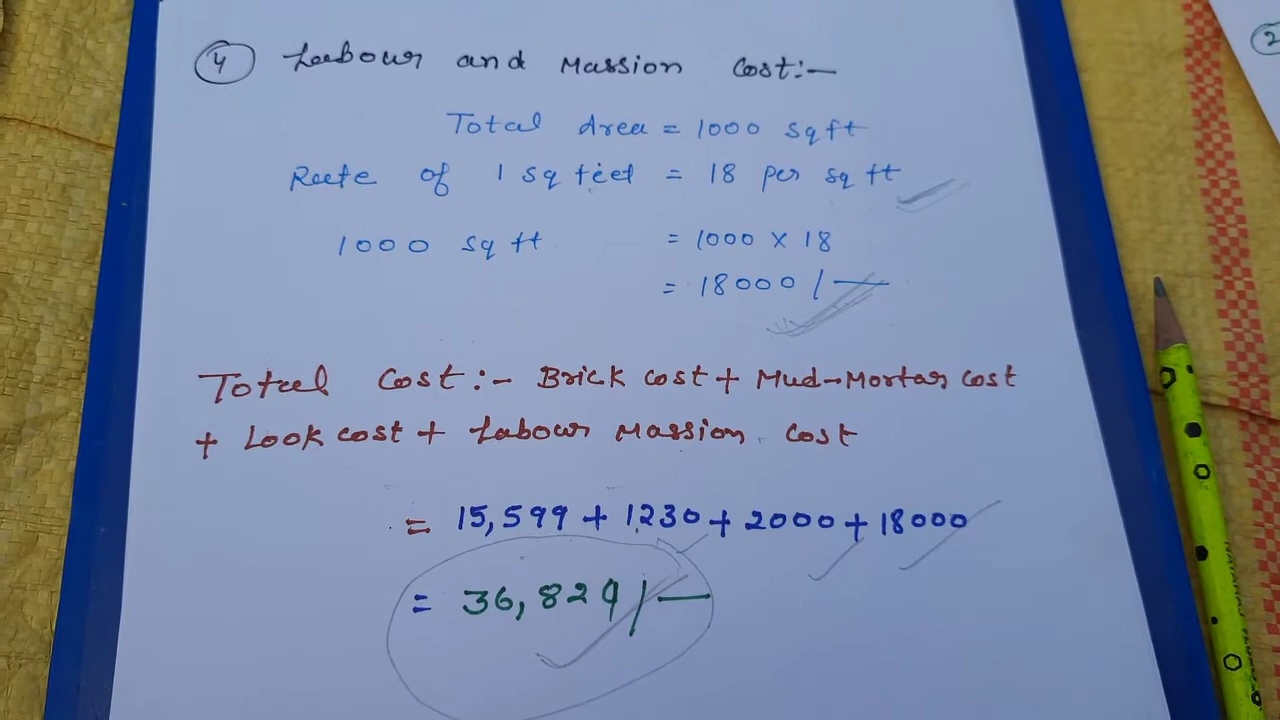 4 Labour and Massion Cost:-
Total Area = 1000 sqft
Rate of 1 sq feet = 18 per sq ft
1000 sq ft = 1000 x 18
= 18000/-
Total Cost:- Brick cost + Mud-Mortar cost
+ Look cost + Labour Massion cost
= 15,599 + 1230 + 2000 + 18000
= 36,829/-
2